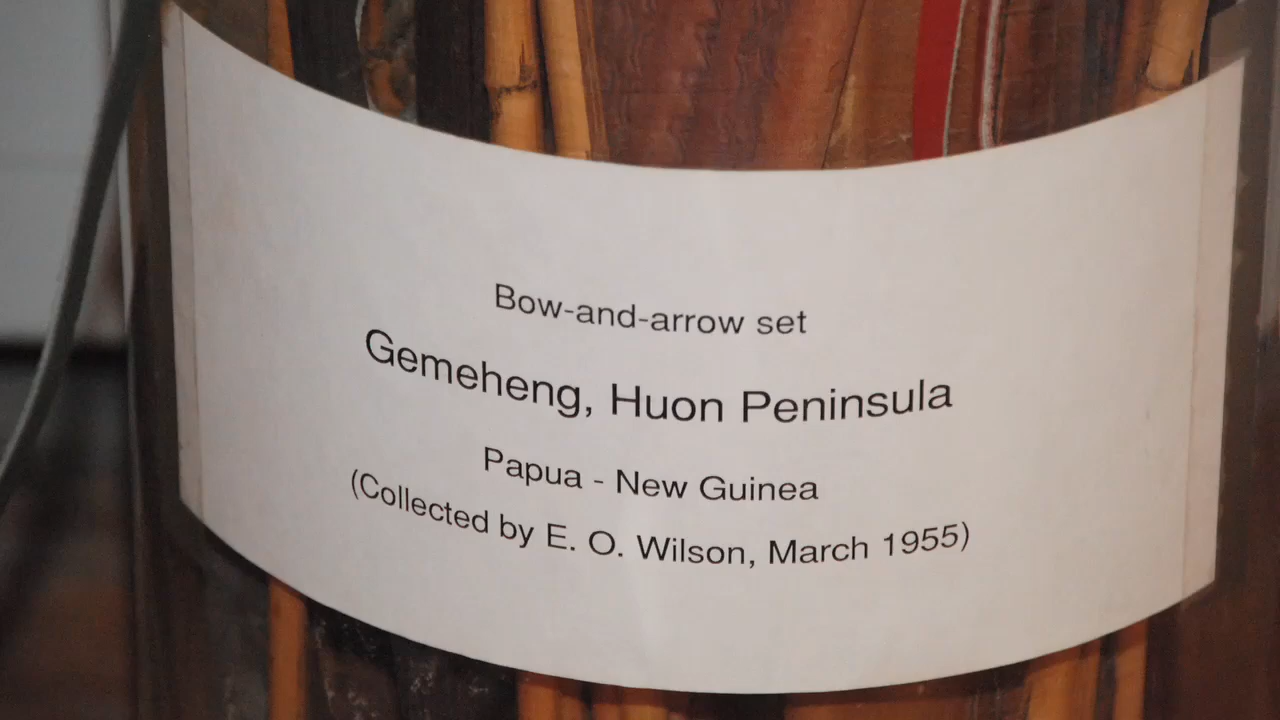 Bow-and-arrow set
Gemeheng, Huon Peninsula
Papua - New Guinea
(Collected by E. O. Wilson, March 1955)